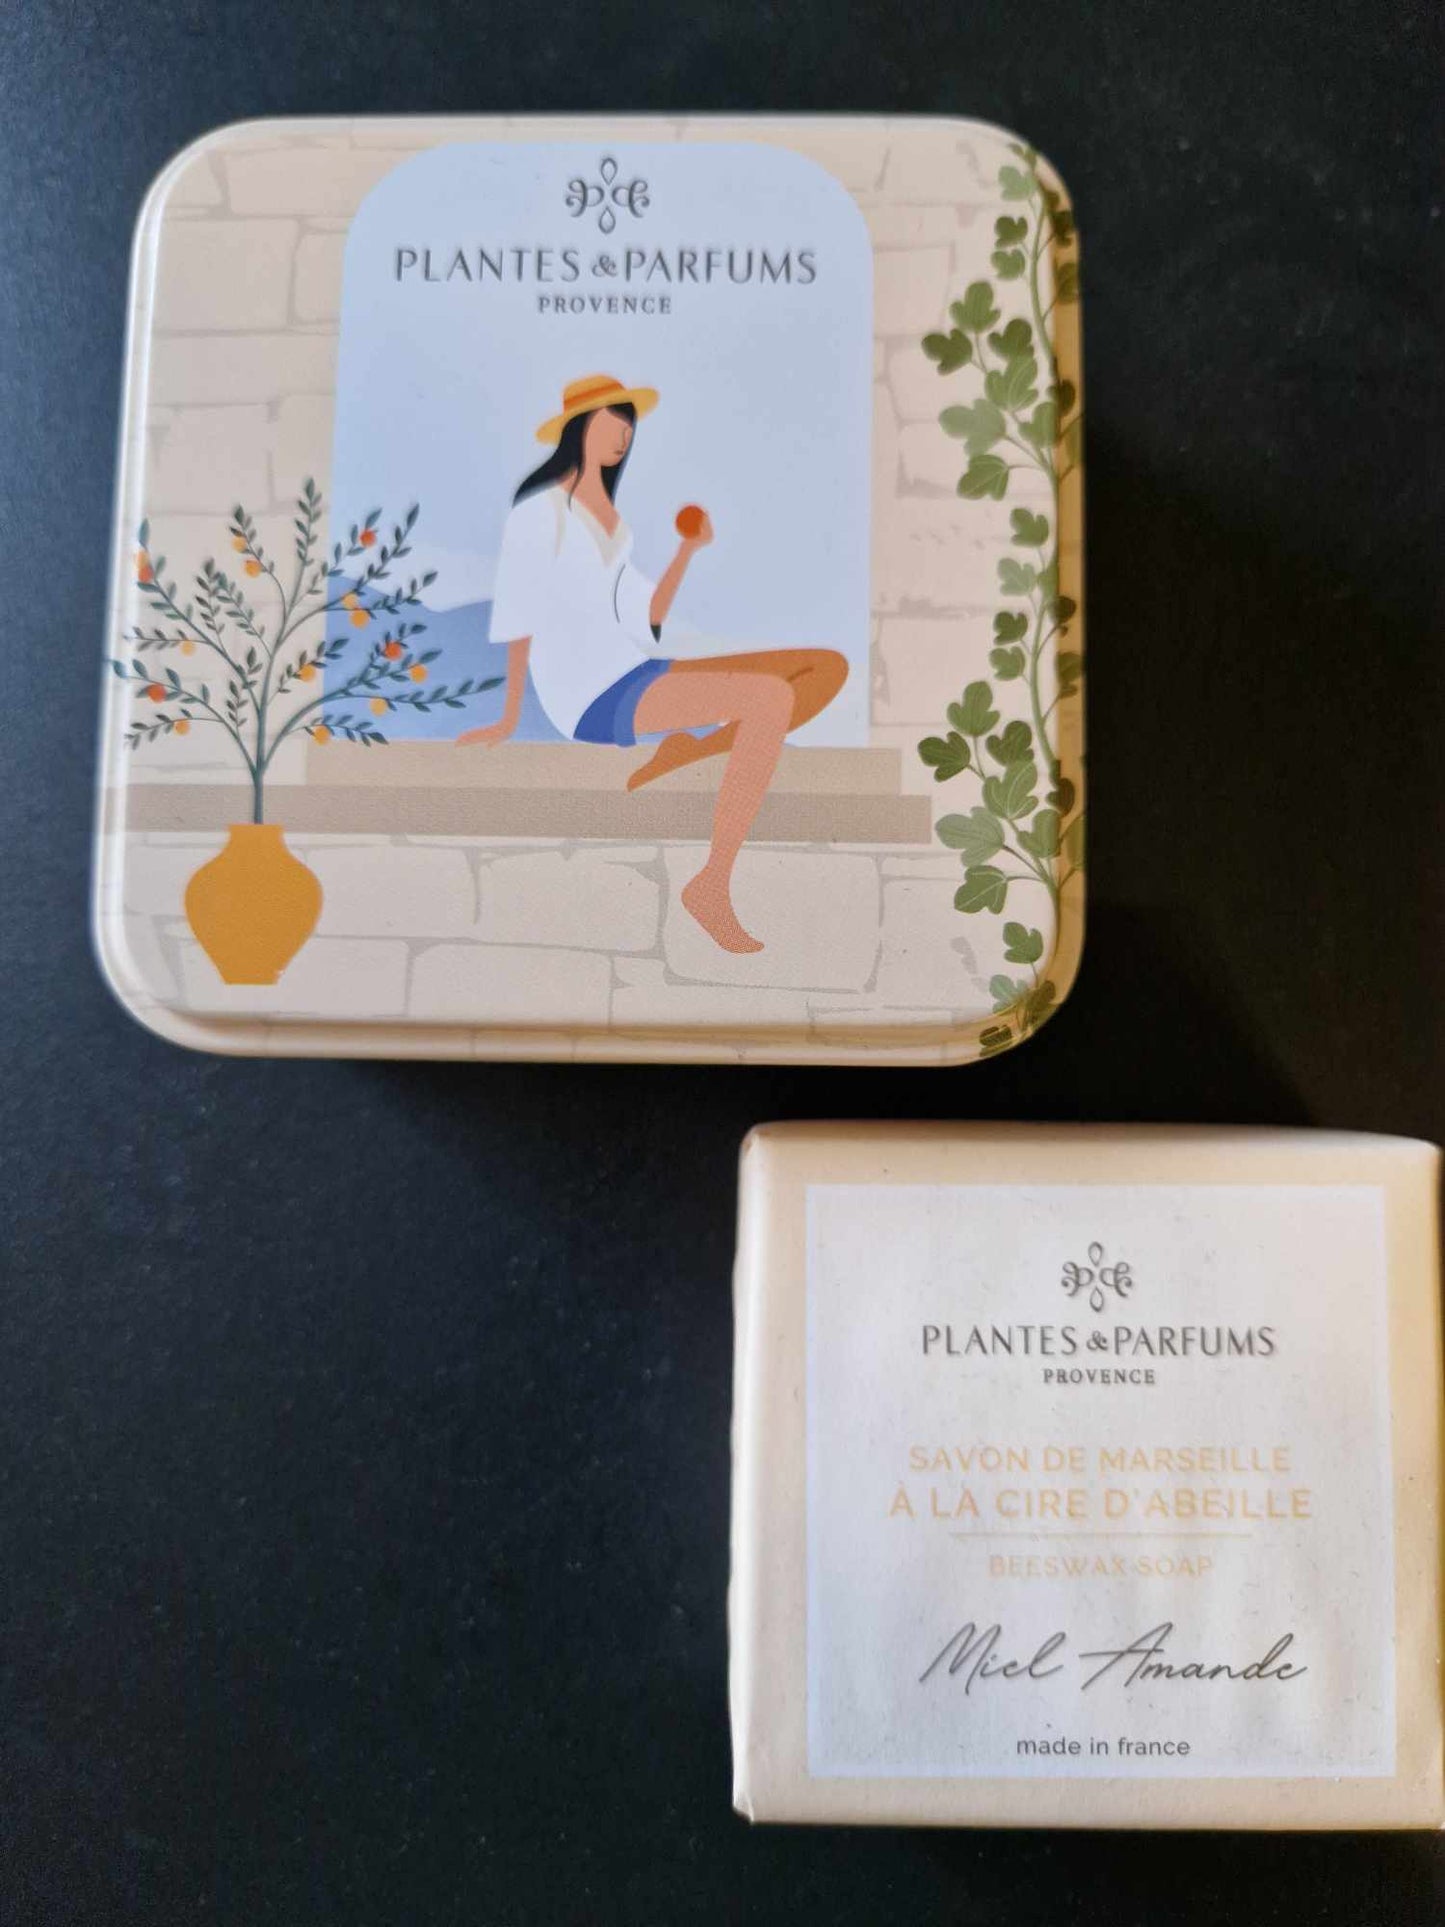 PLANTES & PARFUMS
PROVENCE
PLANTES & PARFUMS
PROVENCE
SAVON DE MARSEILLE
À LA CIRE D'ABEILLE
BEESWAX SOAP
Miel Amande
made in france